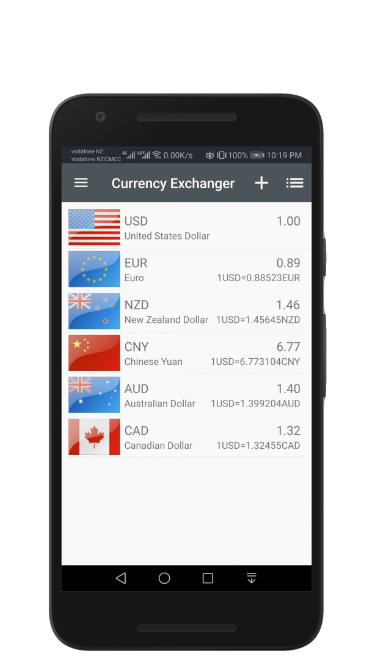 vodafone NZ
Vodafone NZ|CMCC 4G 4G 0.00K/s 100% 10:19 PM
Currency Exchanger
USD 1.00
United States Dollar
EUR 0.89
Euro 1USD=0.88523EUR
NZD 1.46
New Zealand Dollar 1USD=1.45645NZD
CNY 6.77
Chinese Yuan 1USD=6.773104CNY
AUD 1.40
Australian Dollar 1USD=1.399204AUD
CAD 1.32
Canadian Dollar 1USD=1.32455CAD